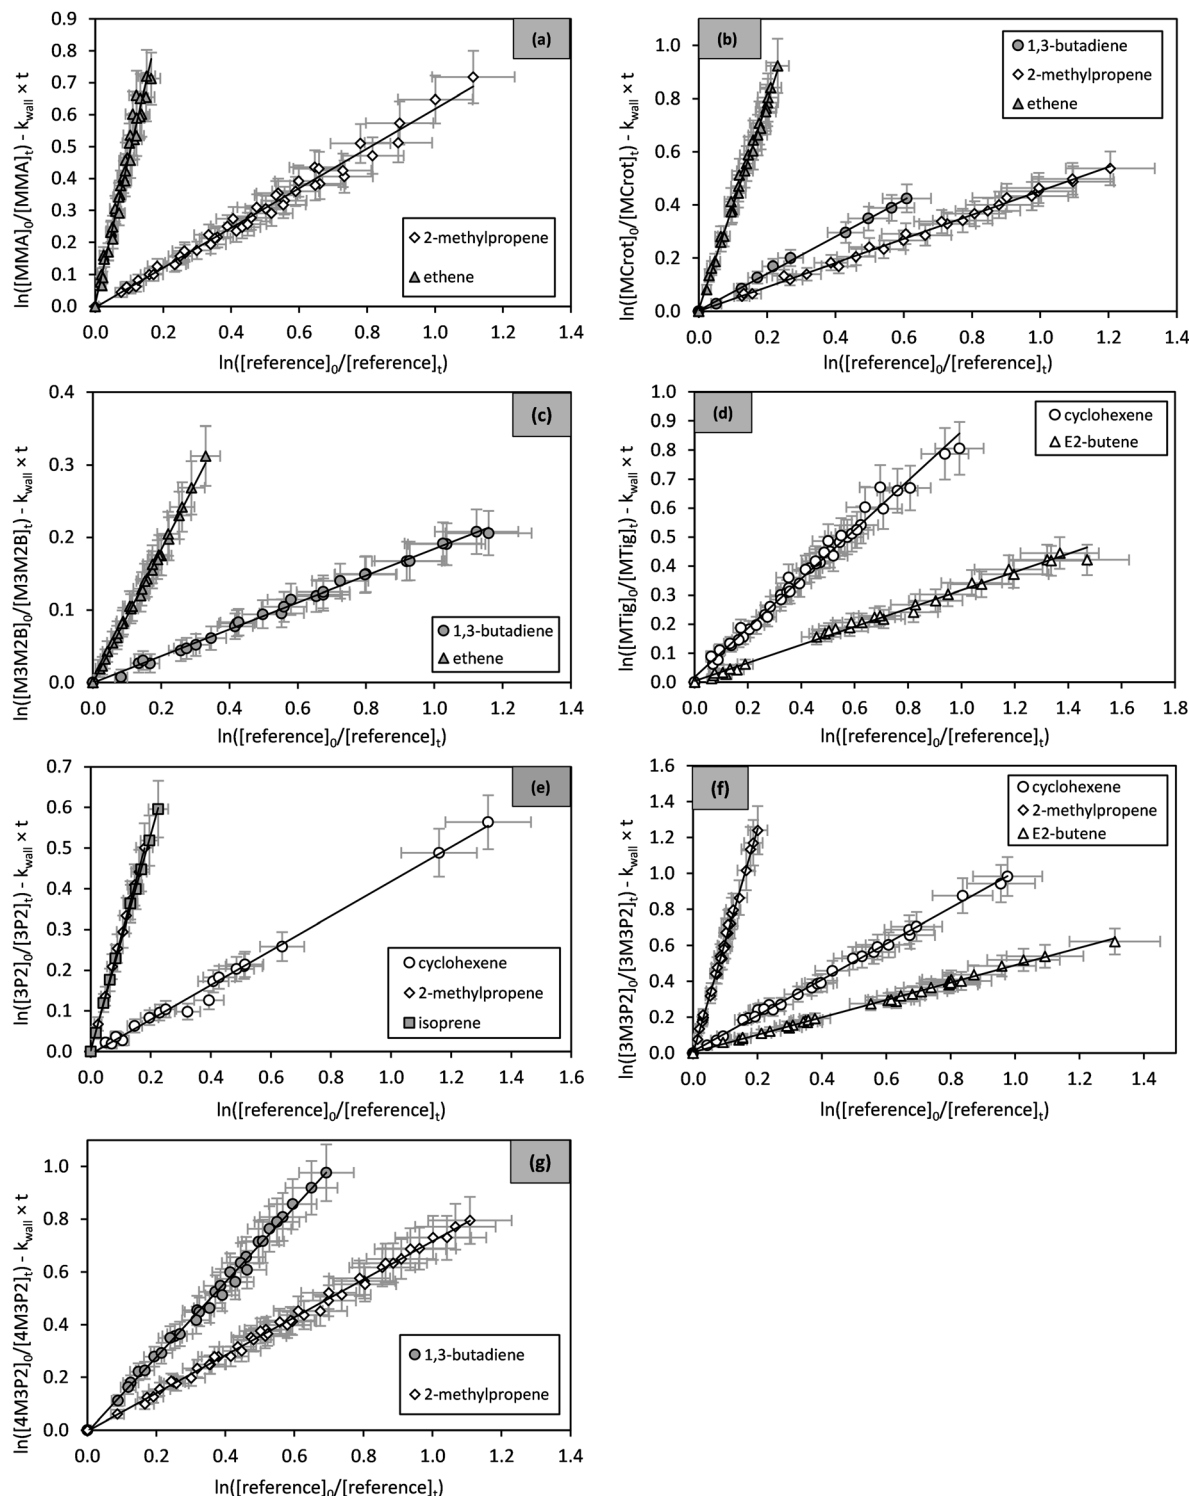 (a)
ln([MMA]₀/[MMA]ₜ) - k_wall × t
0.9
0.8
0.7
0.6
0.5
0.4
0.3
0.2
0.1
0.0
2-methylpropene
ethene
0.0 0.2 0.4 0.6 0.8 1.0 1.2 1.4
ln([reference]₀/[reference]ₜ)
(b)
ln([MCrot]₀/[MCrot]ₜ) - k_wall × t
1.0
0.8
0.6
0.4
0.2
0.0
1,3-butadiene
2-methylpropene
ethene
0.0 0.2 0.4 0.6 0.8 1.0 1.2 1.4
ln([reference]₀/[reference]ₜ)
(c)
ln([M3M2B]₀/[M3M2B]ₜ) - k_wall × t
0.4
0.3
0.2
0.1
0.0
1,3-butadiene
ethene
0.0 0.2 0.4 0.6 0.8 1.0 1.2 1.4
ln([reference]₀/[reference]ₜ)
(d)
ln([MTig]₀/[MTig]ₜ) - k_wall × t
1.0
0.9
0.8
0.7
0.6
0.5
0.4
0.3
0.2
0.1
0.0
cyclohexene
E2-butene
0.0 0.2 0.4 0.6 0.8 1.0 1.2 1.4 1.6 1.8
ln([reference]₀/[reference]ₜ)
(e)
ln([3P2]₀/[3P2]ₜ) - k_wall × t
0.7
0.6
0.5
0.4
0.3
0.2
0.1
0.0
cyclohexene
2-methylpropene
isoprene
0.0 0.2 0.4 0.6 0.8 1.0 1.2 1.4 1.6
ln([reference]₀/[reference]ₜ)
(f)
ln([3M3P2]₀/[3M3P2]ₜ) - k_wall × t
1.6
1.4
1.2
1.0
0.8
0.6
0.4
0.2
0.0
cyclohexene
2-methylpropene
E2-butene
0.0 0.2 0.4 0.6 0.8 1.0 1.2 1.4
ln([reference]₀/[reference]ₜ)
(g)
ln([4M3P2]₀/[4M3P2]ₜ) - k_wall × t
1.0
0.8
0.6
0.4
0.2
0.0
1,3-butadiene
2-methylpropene
0.0 0.2 0.4 0.6 0.8 1.0 1.2 1.4
ln([reference]₀/[reference]ₜ)